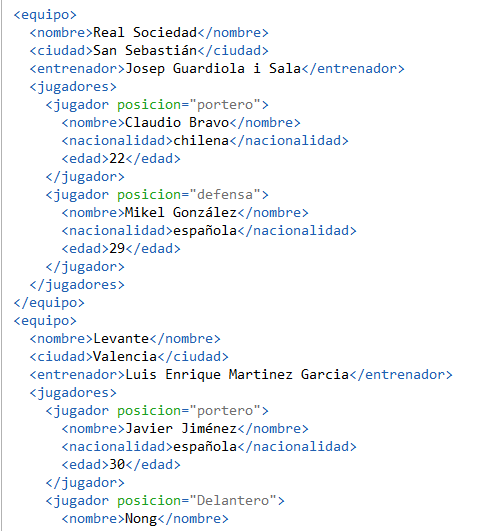 <equipo>
<nombre>Real Sociedad</nombre>
<ciudad>San Sebastián</ciudad>
<entrenador>Josep Guardiola i Sala</entrenador>
<jugadores>
<jugador posicion="portero">
<nombre>Claudio Bravo</nombre>
<nacionalidad>chilena</nacionalidad>
<edad>22</edad>
</jugador>
<jugador posicion="defensa">
<nombre>Mikel González</nombre>
<nacionalidad>española</nacionalidad>
<edad>29</edad>
</jugador>
</jugadores>
</equipo>
<equipo>
<nombre>Levante</nombre>
<ciudad>Valencia</ciudad>
<entrenador>Luis Enrique Martinez Garcia</entrenador>
<jugadores>
<jugador posicion="portero">
<nombre>Javier Jiménez</nombre>
<nacionalidad>española</nacionalidad>
<edad>30</edad>
</jugador>
<jugador posicion="Delantero">
<nombre>Nong</nombre>